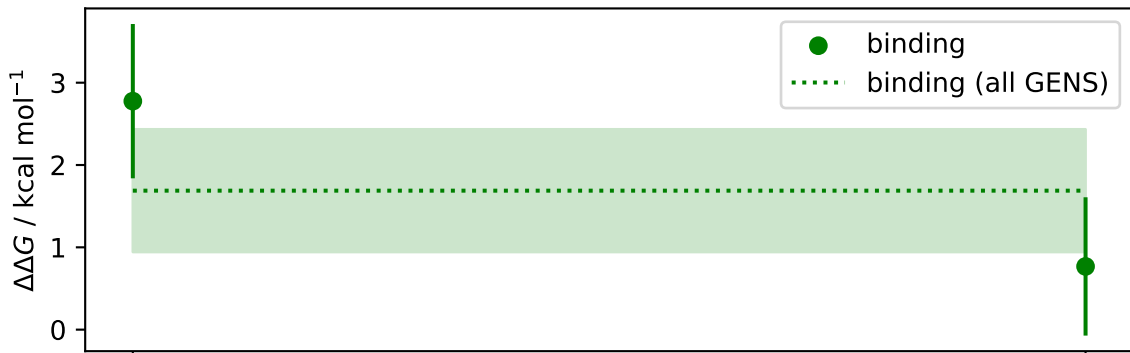 binding
binding (all GENS)
ΔΔG / kcal mol⁻¹
3
2
1
0